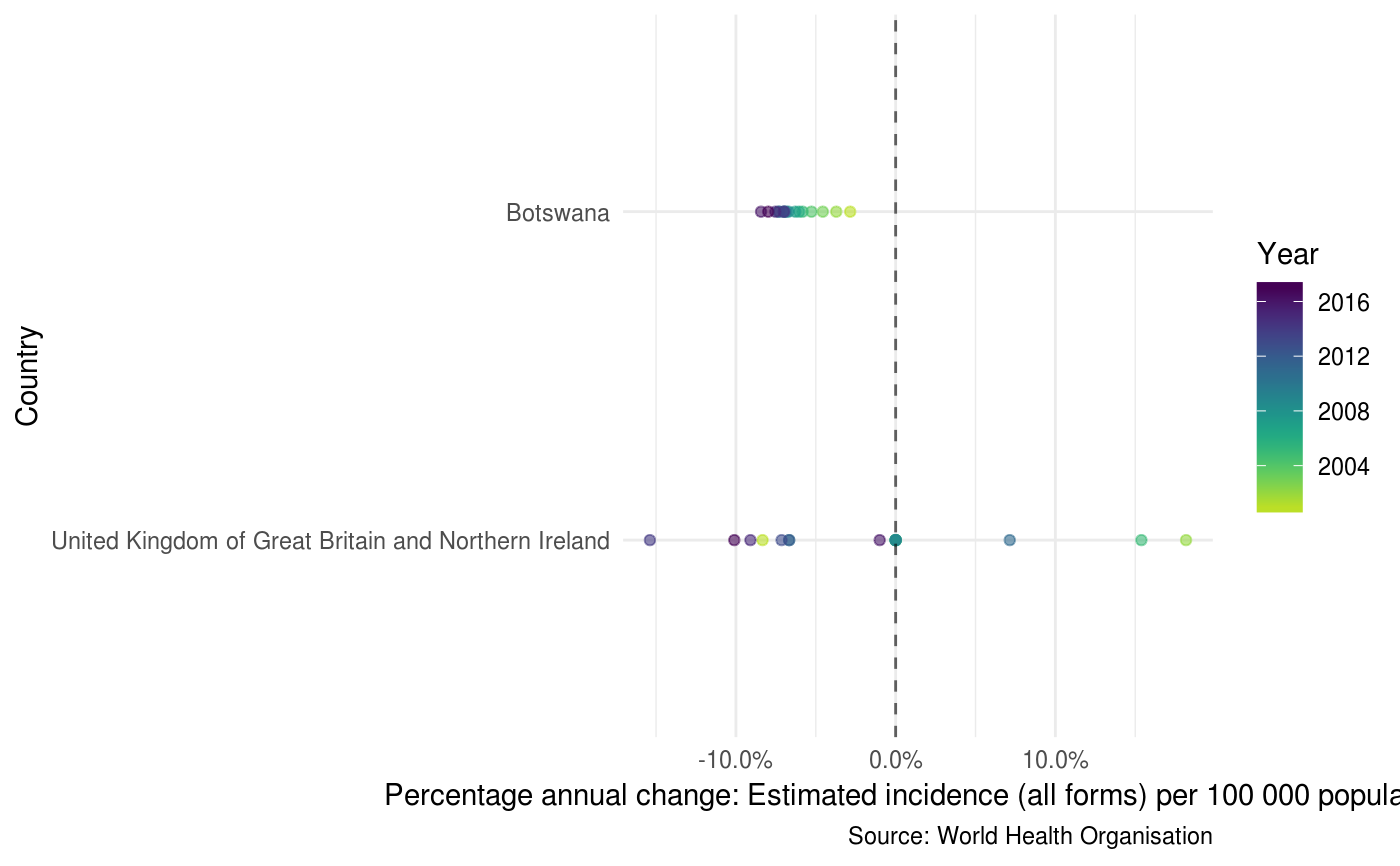 Country
Botswana
United Kingdom of Great Britain and Northern Ireland
-10.0%
0.0%
10.0%
Percentage annual change: Estimated incidence (all forms) per 100 000 popula
Source: World Health Organisation
Year
2016
2012
2008
2004